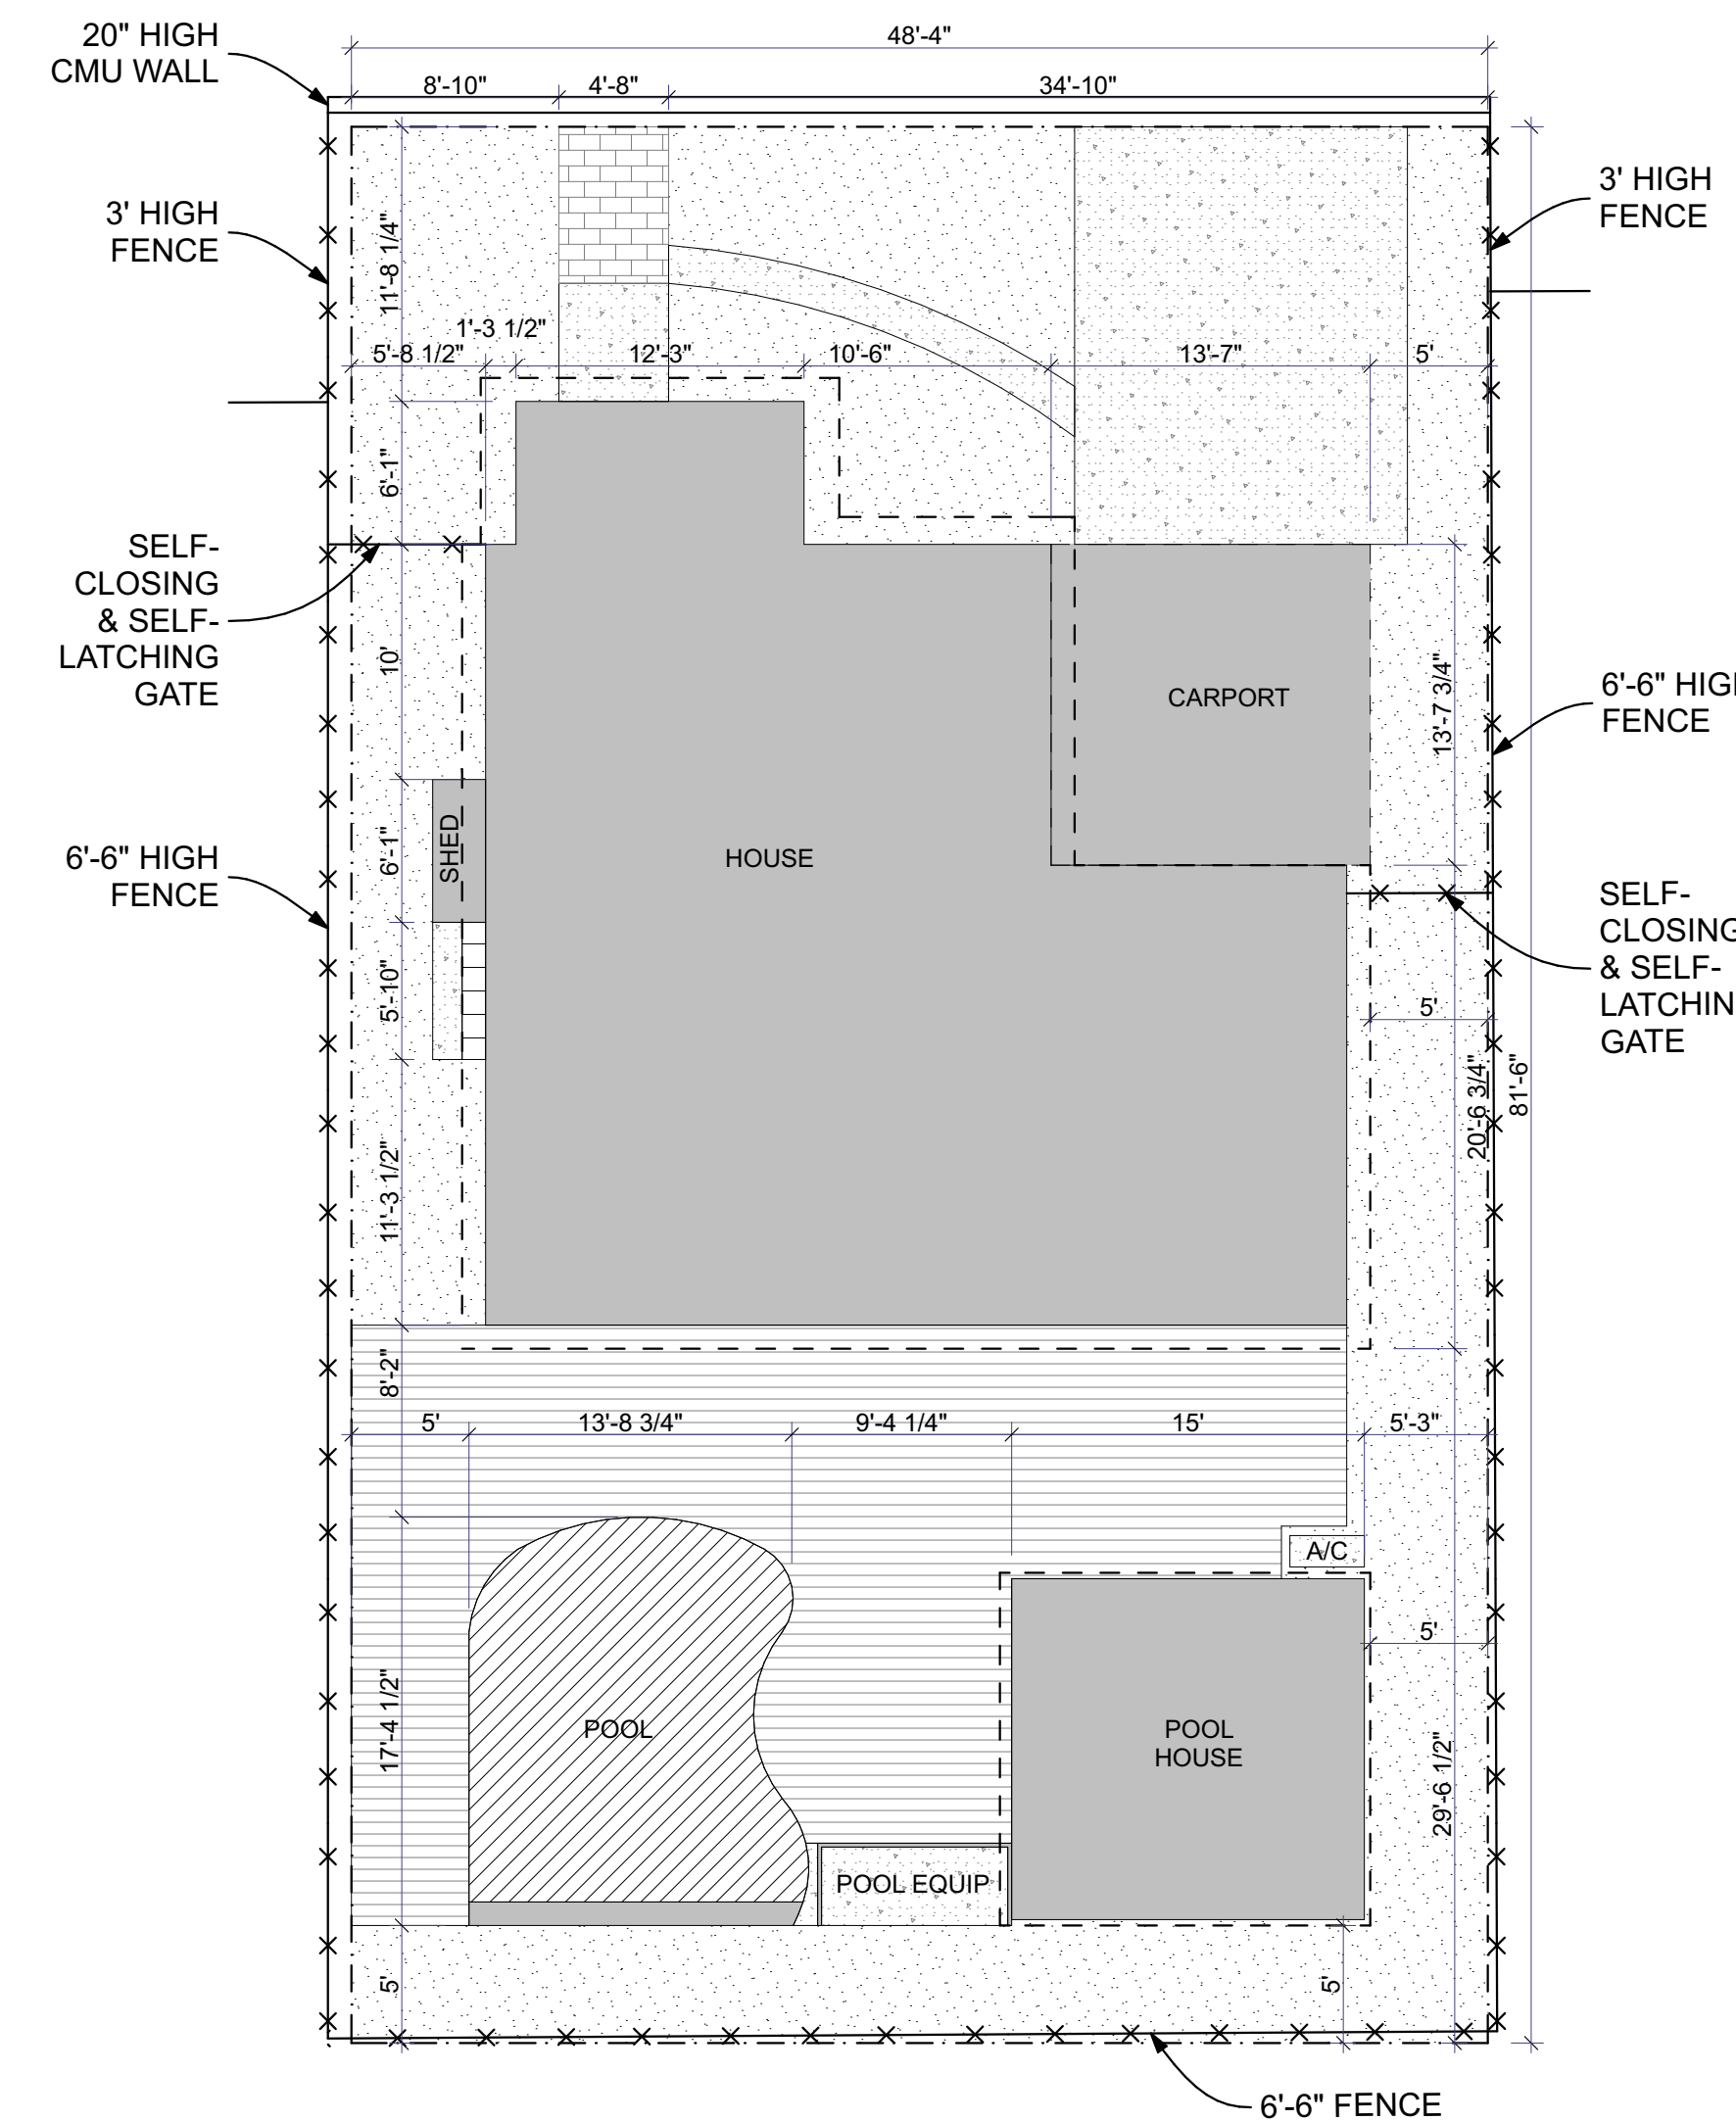 20" HIGH
CMU WALL
48'-4"
8'-10"
4'-8"
34'-10"
3' HIGH
FENCE
3' HIGH
FENCE
11'-8 1/4"
1'-3 1/2"
5'-8 1/2"
12'-3"
10'-6"
13'-7"
5'
6'-1"
SELF-
CLOSING
& SELF-
LATCHING
GATE
10'
CARPORT
13'-7 3/4"
6'-6" HIGH
FENCE
SHED
6'-1"
HOUSE
6'-6" HIGH
FENCE
SELF-
CLOSING
& SELF-
LATCHIN
GATE
5'-10"
5'
20'-6 3/4"
81'-6"
11'-3 1/2"
8'-2"
5'
13'-8 3/4"
9'-4 1/4"
15'
5'-3"
A/C
5'
17'-4 1/2"
POOL
POOL
HOUSE
29'-6 1/2"
POOL EQUIP
5'
5'
6'-6" FENCE